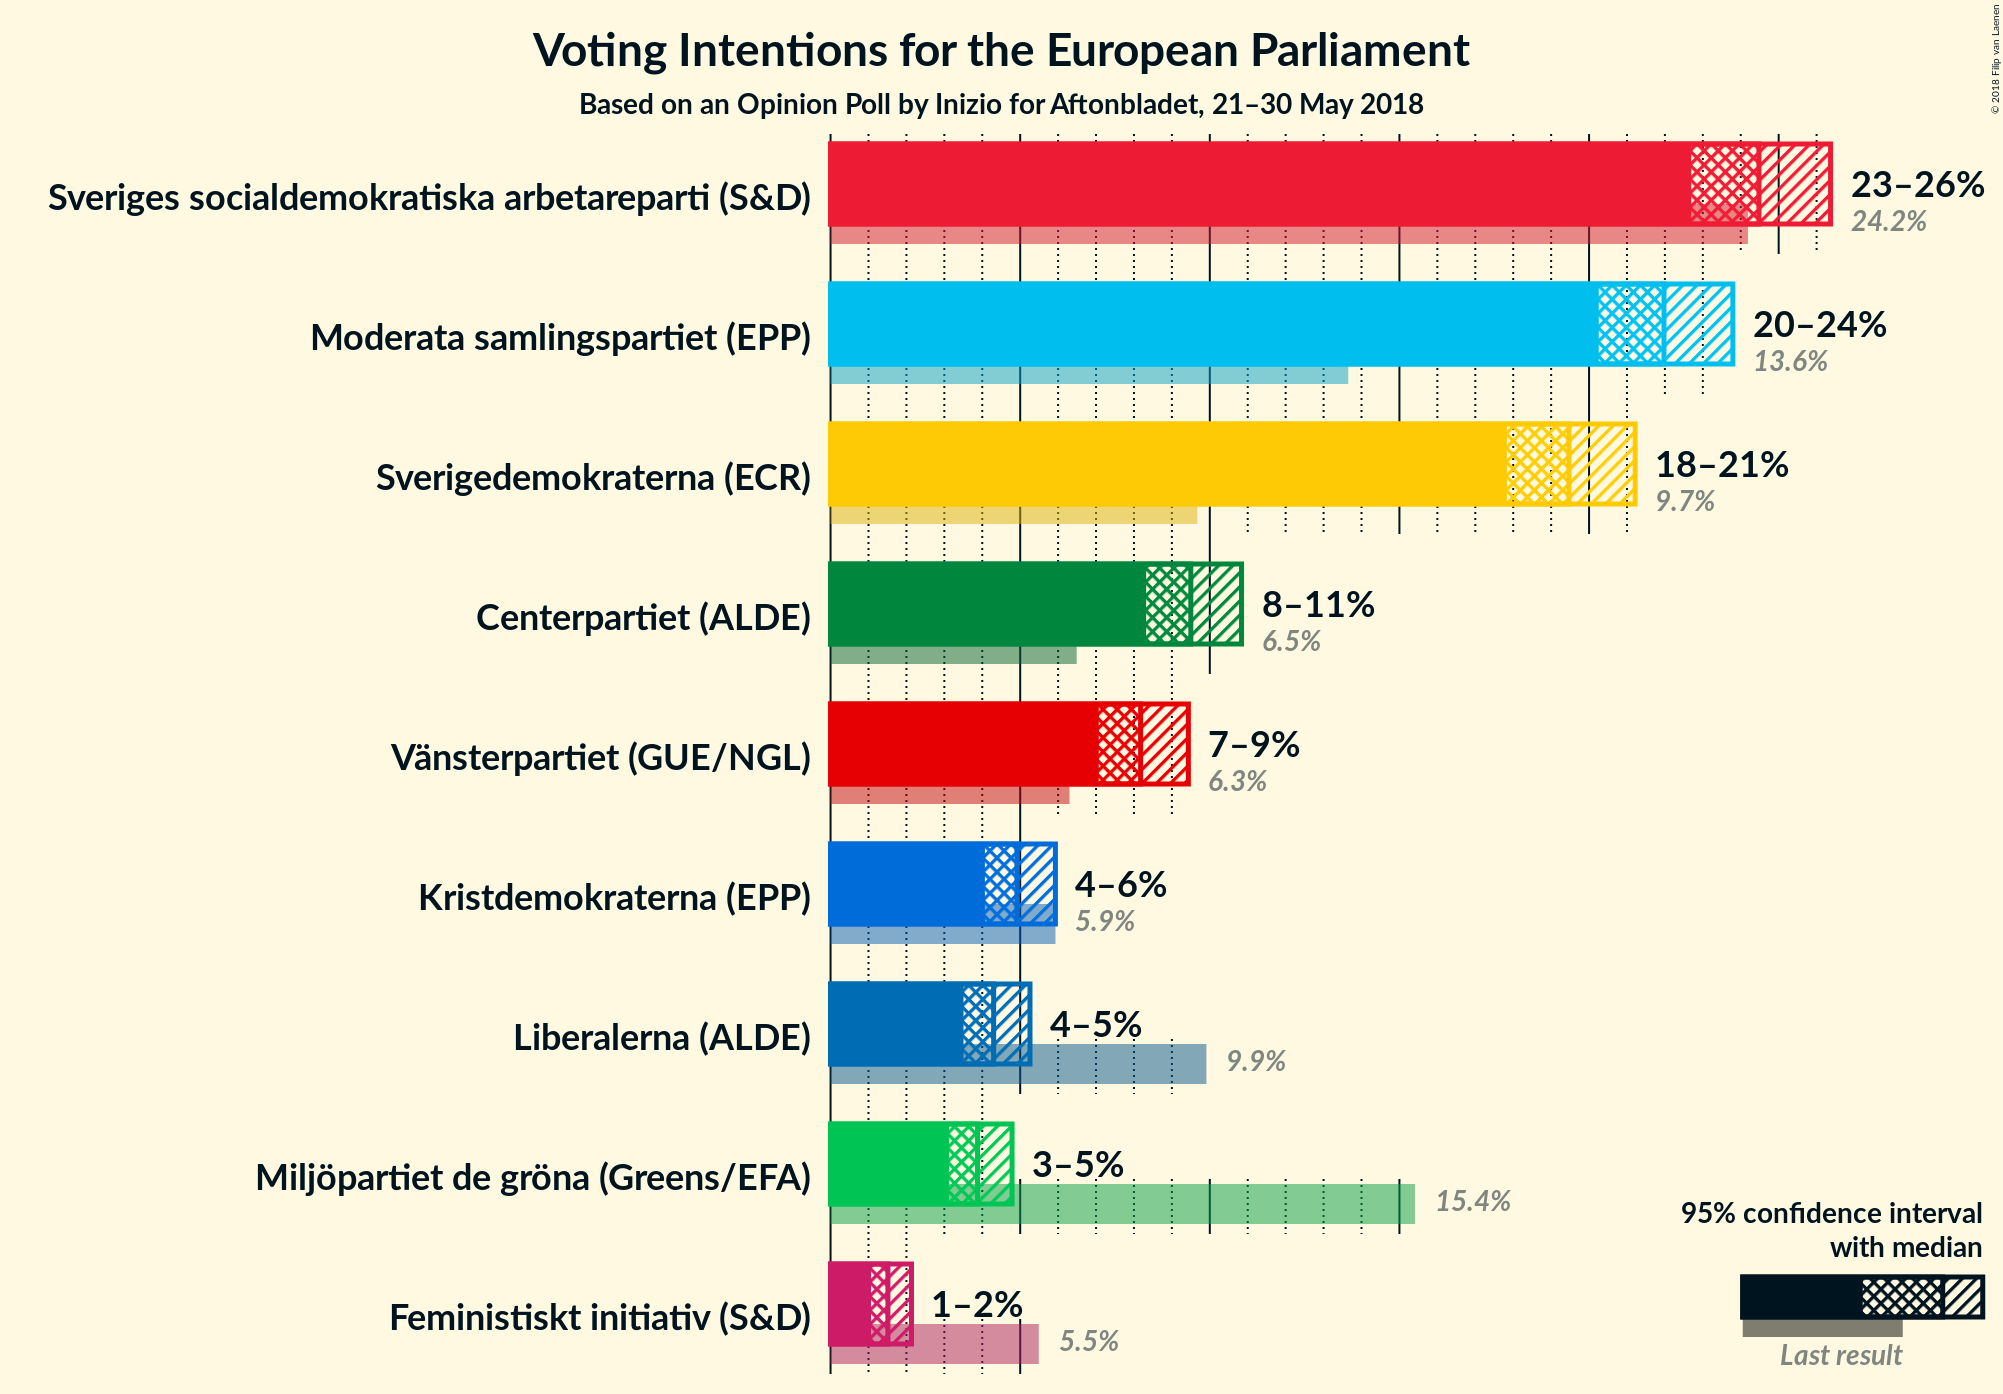 Voting Intentions for the European Parliament
Based on an Opinion Poll by Inizio for Aftonbladet, 21–30 May 2018
© 2018 Filip van Laenen
Sveriges socialdemokratiska arbetareparti (S&D)
23–26%
24.2%
Moderata samlingspartiet (EPP)
20–24%
13.6%
Sverigedemokraterna (ECR)
18–21%
9.7%
Centerpartiet (ALDE)
8–11%
6.5%
Vänsterpartiet (GUE/NGL)
7–9%
6.3%
Kristdemokraterna (EPP)
4–6%
5.9%
Liberalerna (ALDE)
4–5%
9.9%
Miljöpartiet de gröna (Greens/EFA)
3–5%
15.4%
Feministiskt initiativ (S&D)
1–2%
5.5%
95% confidence interval
with median
Last result